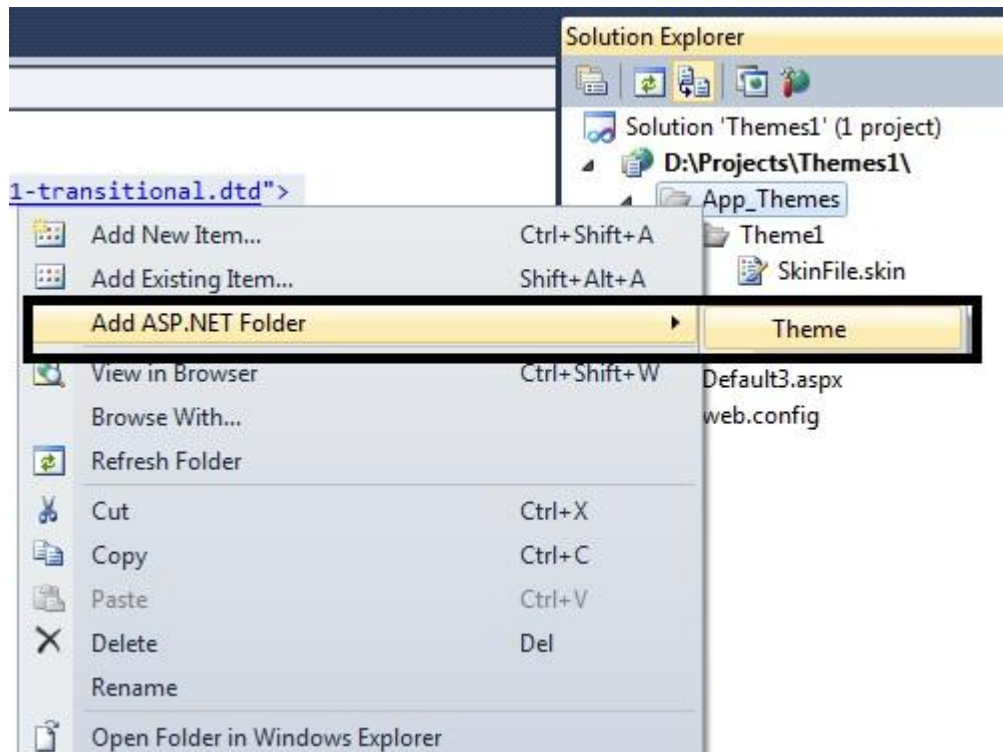 Solution Explorer
Solution 'Themes1' (1 project)
D:\Projects\Themes1\
1-transitional.dtd">
App_Themes
Add New Item... Ctrl+Shift+A
Theme1
Add Existing Item... Shift+Alt+A
SkinFile.skin
Add ASP.NET Folder
Theme
View in Browser Ctrl+Shift+W
Default3.aspx
Browse With...
web.config
Refresh Folder
Cut Ctrl+X
Copy Ctrl+C
Paste Ctrl+V
Delete Del
Rename
Open Folder in Windows Explorer